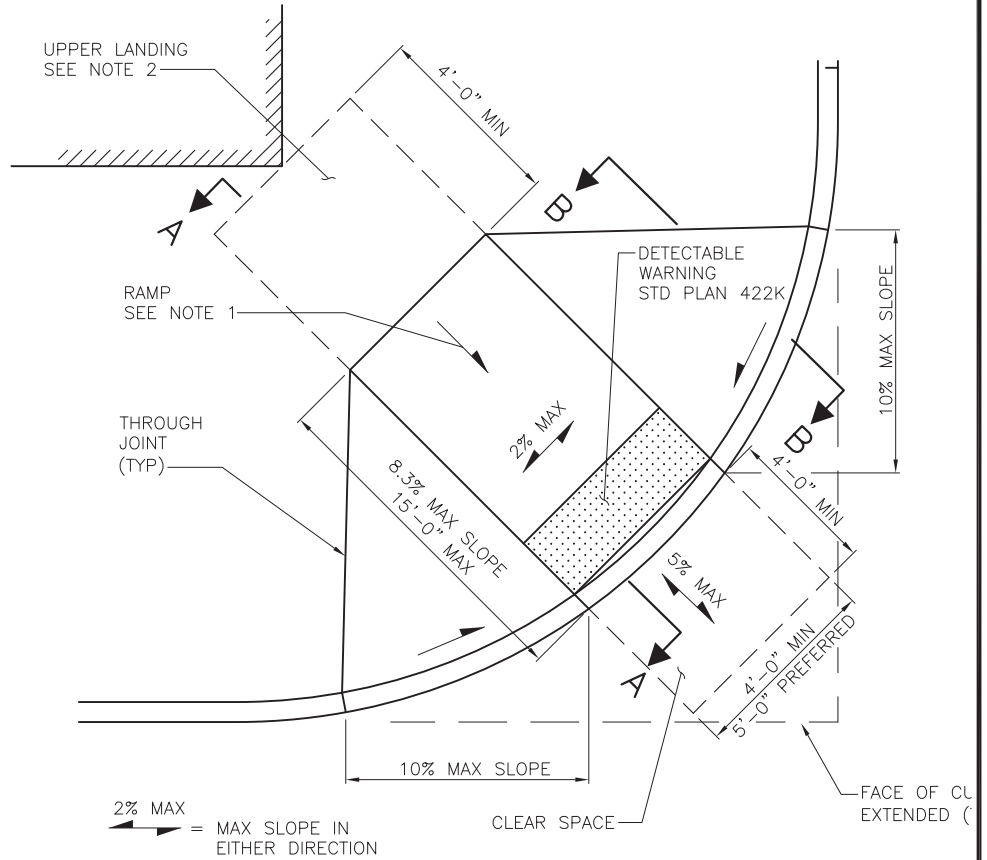 UPPER LANDING
SEE NOTE 2
4'-0" MIN
B
A
DETECTABLE
WARNING
STD PLAN 422K
RAMP
SEE NOTE 1
10% MAX SLOPE
2% MAX
THROUGH
JOINT
(TYP)
8.3% MAX SLOPE
15'-0" MAX
B
4'-0" MIN
5% MAX
4'-0" MIN
5'-0" PREFERRED
A
10% MAX SLOPE
FACE OF CU
EXTENDED (
CLEAR SPACE
2% MAX
= MAX SLOPE IN
EITHER DIRECTION